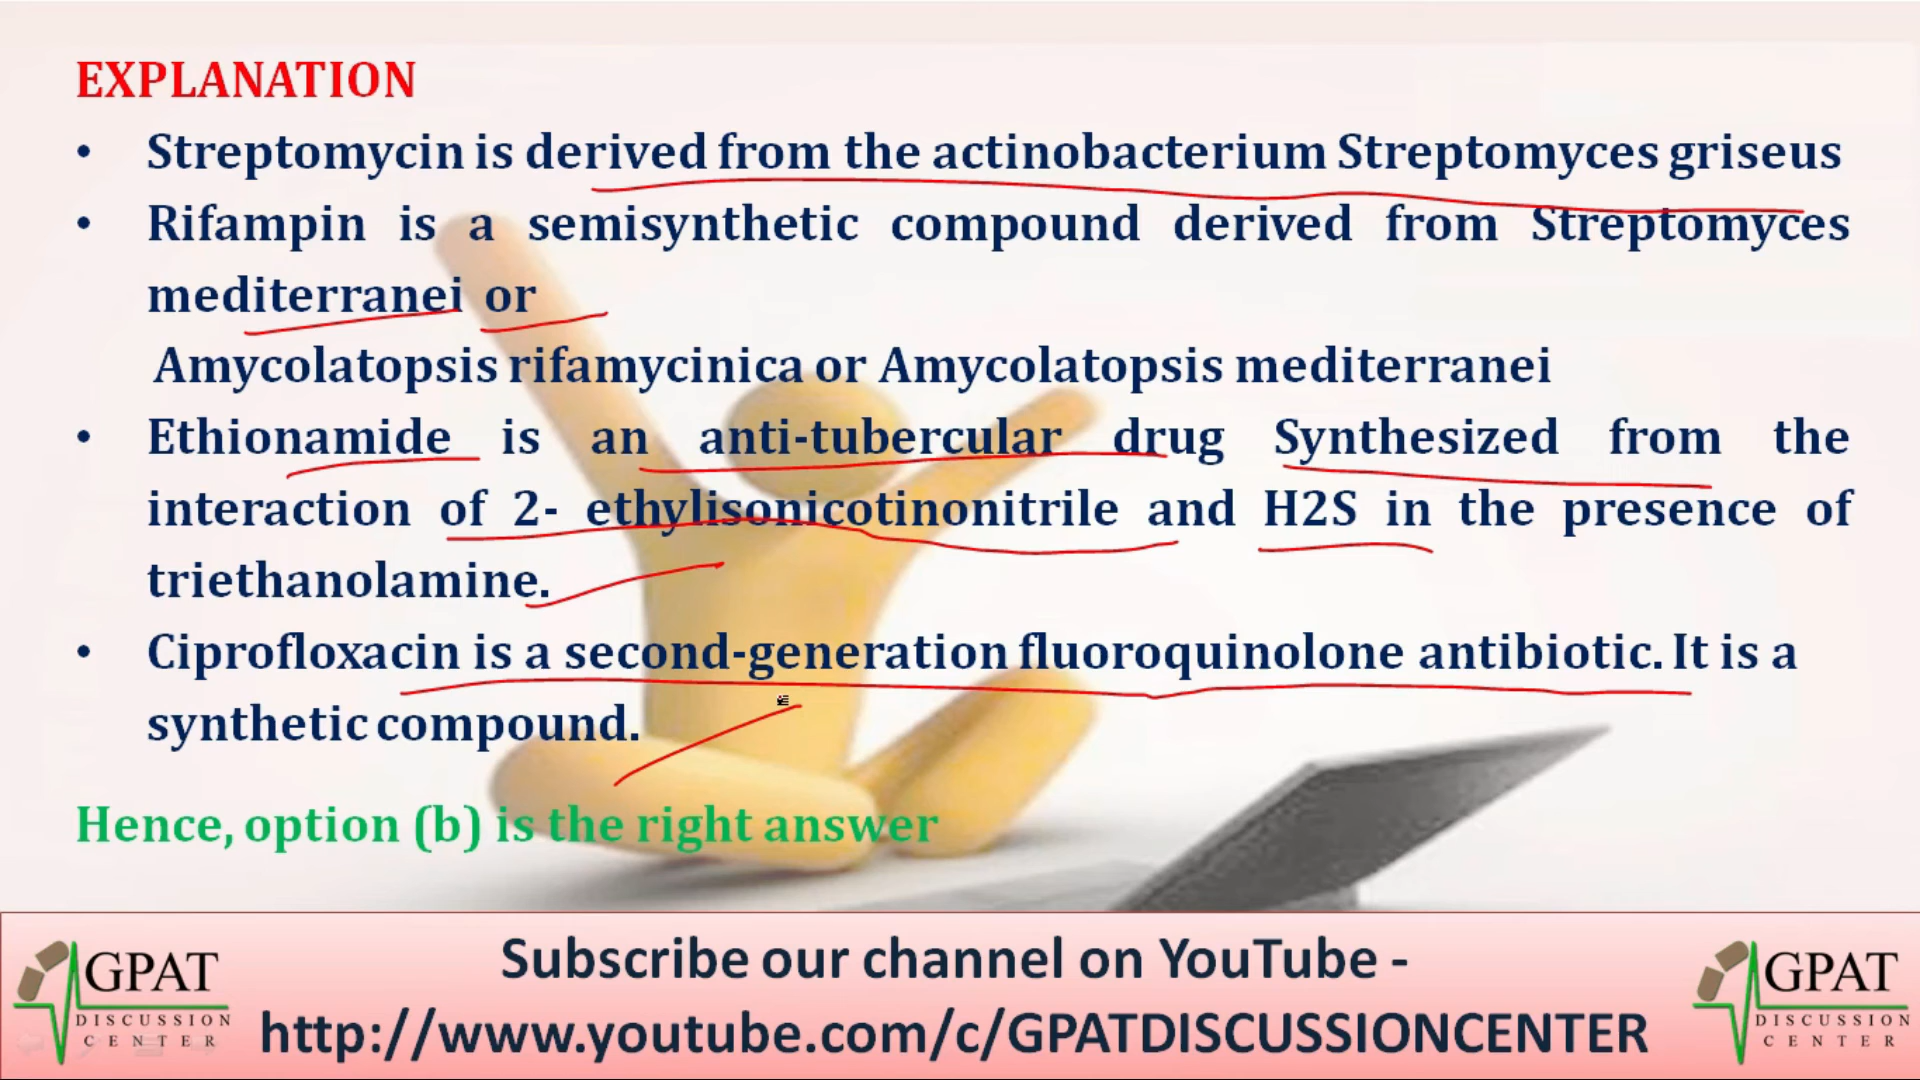 EXPLANATION
• Streptomycin is derived from the actinobacterium Streptomyces griseus
• Rifampin is a semisynthetic compound derived from Streptomyces
mediterranei or
Amycolatopsis rifamycinica or Amycolatopsis mediterranei
• Ethionamide is an anti-tubercular drug Synthesized from the
interaction of 2- ethylisonicotinonitrile and H2S in the presence of
triethanolamine.
• Ciprofloxacin is a second-generation fluoroquinolone antibiotic. It is a
synthetic compound.
Hence, option (b) is the right answer
GPAT
DISCUSSION
CENTER
Subscribe our channel on YouTube -
http://www.youtube.com/c/GPATDISCUSSIONCENTER
GPAT
DISCUSSION
CENTER